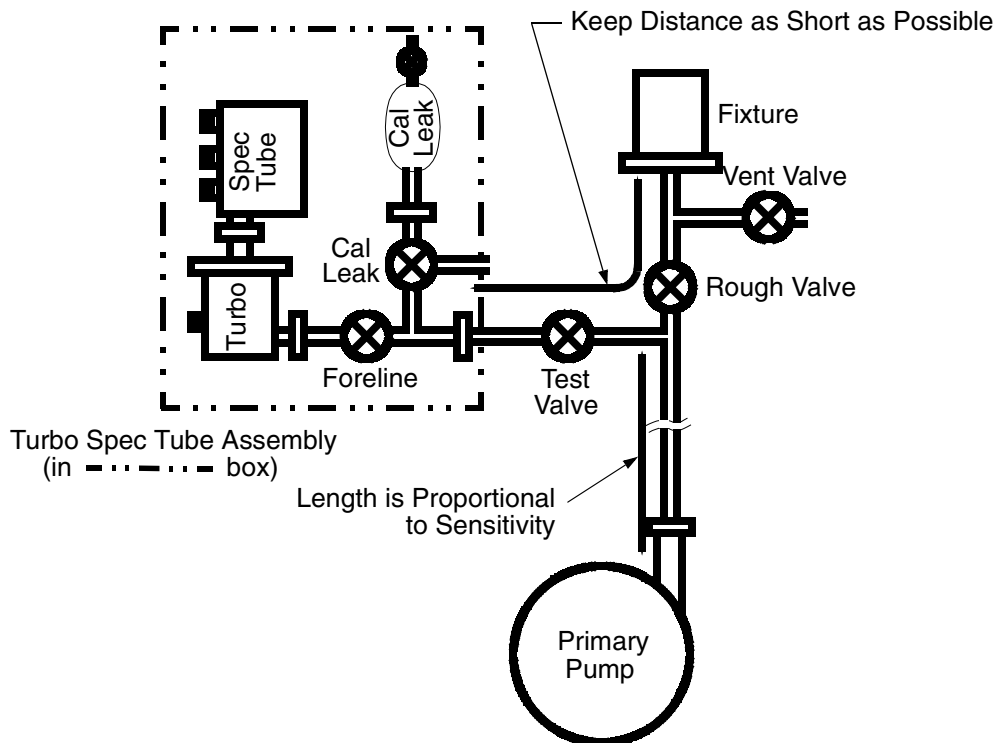 Keep Distance as Short as Possible
Fixture
Vent Valve
Cal
Leak
Spec
Tube
Cal
Leak
Rough Valve
Turbo
Foreline
Test
Valve
Turbo Spec Tube Assembly
(in box)
Length is Proportional
to Sensitivity
Primary
Pump